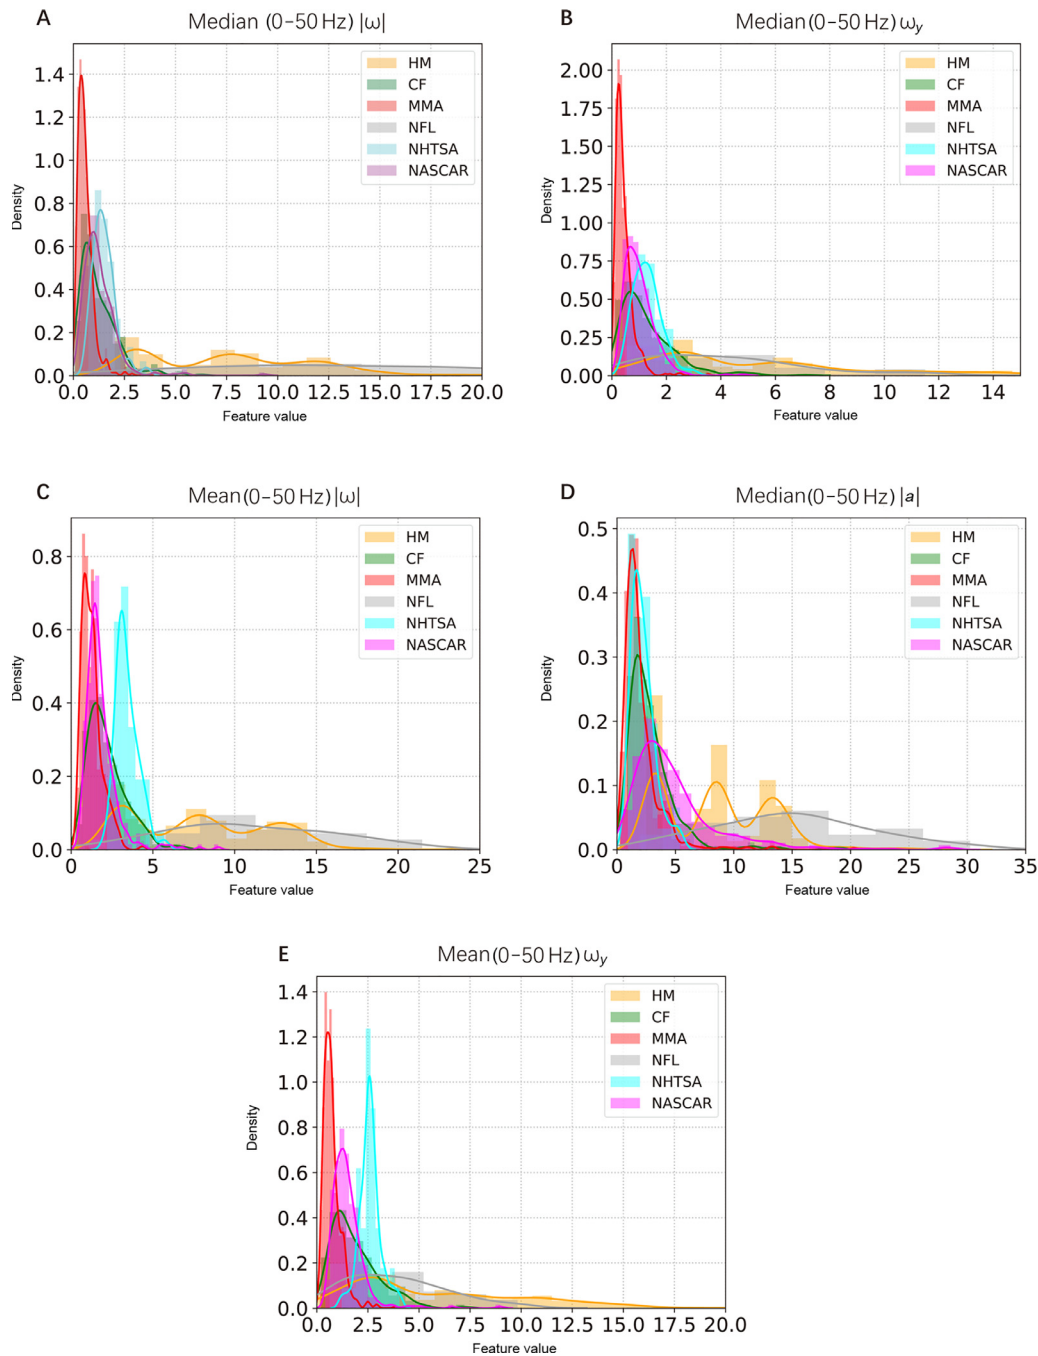 A Median (0–50 Hz) |ω|
1.4
1.2
1.0
0.8
0.6
0.4
0.2
0.0
Density
HM
CF
MMA
NFL
NHTSA
NASCAR
0.0 2.5 5.0 7.5 10.0 12.5 15.0 17.5 20.0
Feature value
B Median(0–50 Hz) ωy
2.00
1.75
1.50
1.25
1.00
0.75
0.50
0.25
0.00
Density
HM
CF
MMA
NFL
NHTSA
NASCAR
0 2 4 6 8 10 12 14
Feature value
C Mean(0–50 Hz)|ω|
0.8
0.6
0.4
0.2
0.0
Density
HM
CF
MMA
NFL
NHTSA
NASCAR
0 5 10 15 20 25
Feature value
D Median(0–50 Hz) |a|
0.5
0.4
0.3
0.2
0.1
0.0
Density
HM
CF
MMA
NFL
NHTSA
NASCAR
0 5 10 15 20 25 30 35
Feature value
E Mean(0–50 Hz) ωy
1.4
1.2
1.0
0.8
0.6
0.4
0.2
0.0
Density
HM
CF
MMA
NFL
NHTSA
NASCAR
0.0 2.5 5.0 7.5 10.0 12.5 15.0 17.5 20.0
Feature value